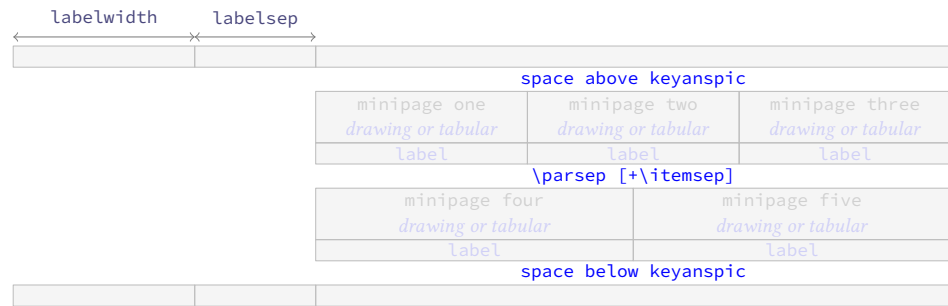 labelwidth labelsep
space above keyanspic
minipage one minipage two minipage three
drawing or tabular drawing or tabular drawing or tabular
label label label
\parsep [+\itemsep]
minipage four minipage five
drawing or tabular drawing or tabular
label label
space below keyanspic